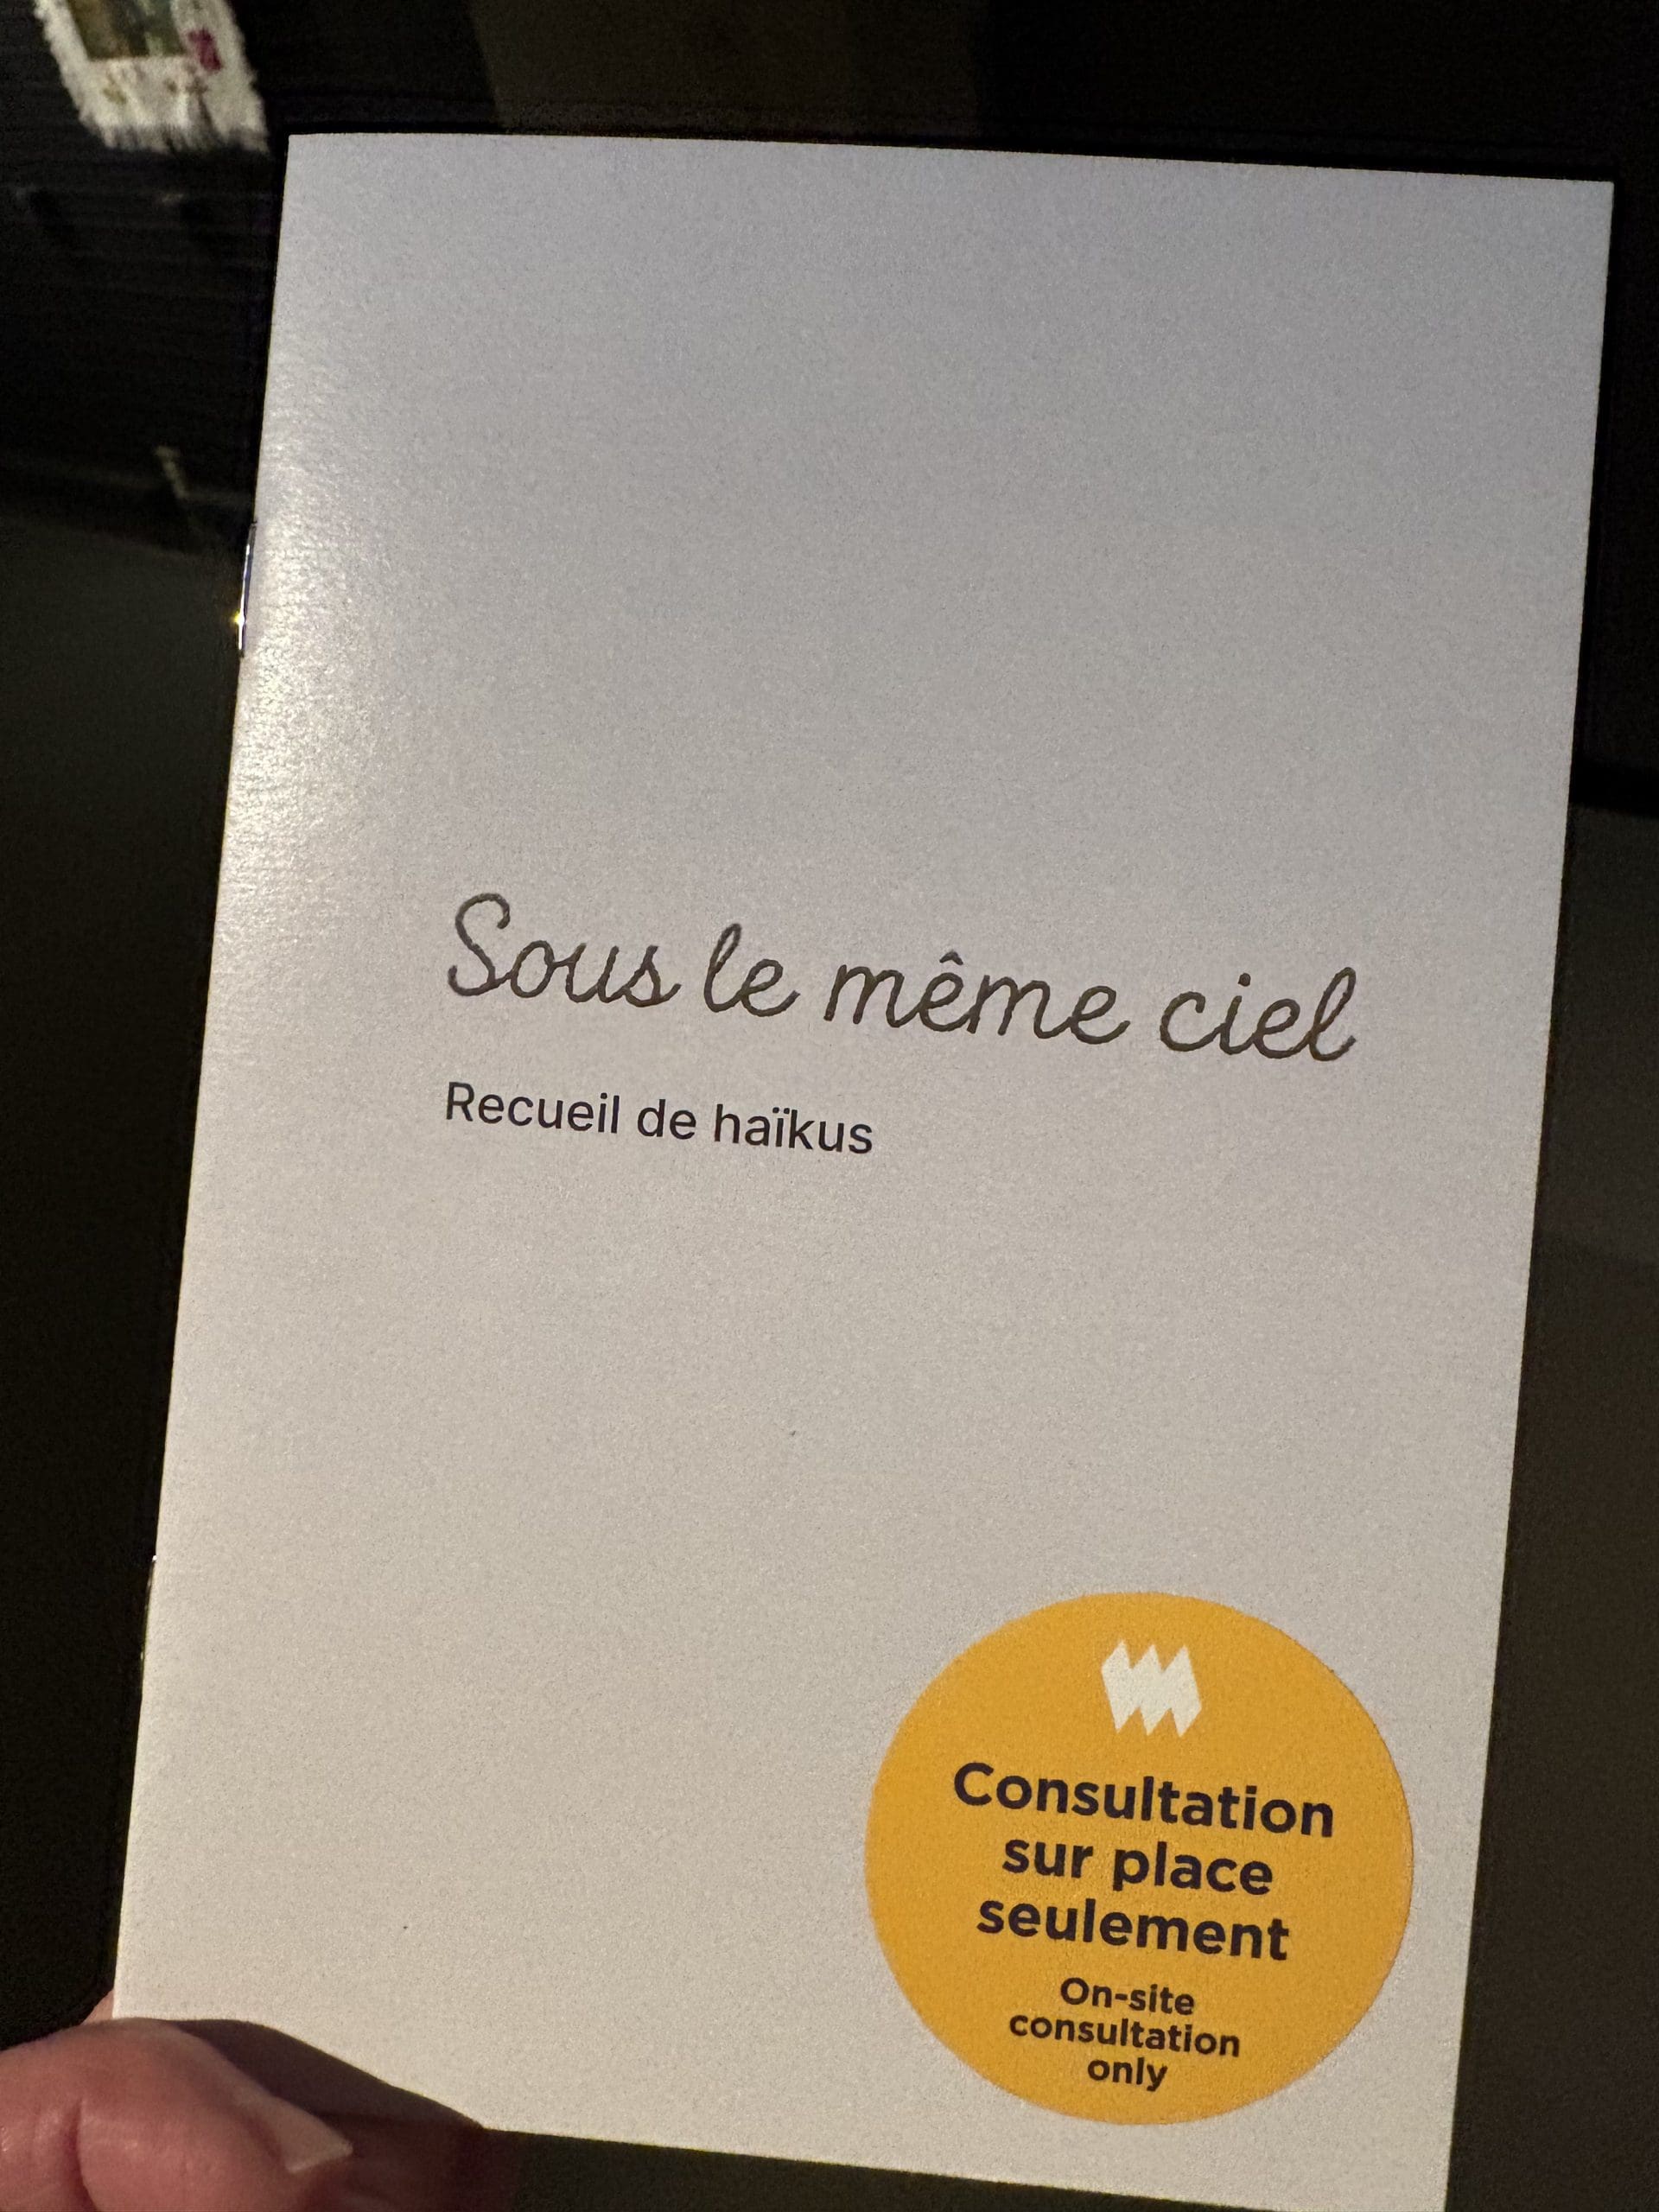 Sous le même ciel
Recueil de haïkus
Consultation
sur place
seulement
On-site
consultation
only